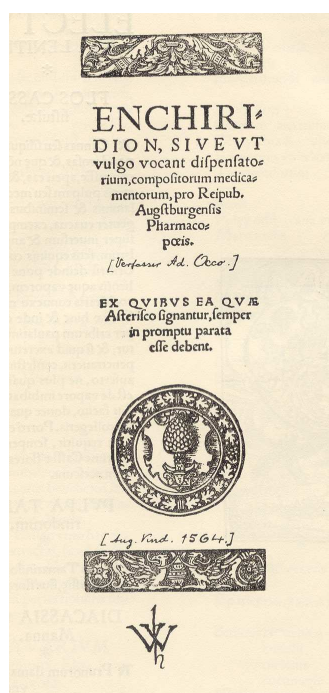 ENCHIRI⸗
DION, SIVE VT
vulgo vocant dispensato⸗
rium, compositorum medica⸗
mentorum, pro Reipub.
Augstburgensis
Pharmaco⸗
pœis.
[Verfasser Ad. Occo.]
EX QVIBVS EA QVÆ
Asterisco signantur, semper
in promptu parata
esse debent.
[Aug. Vind. 1564.]